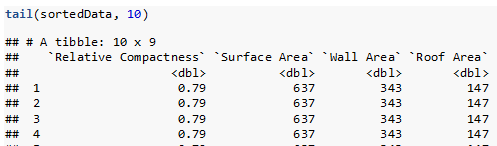 tail(sortedData, 10)
## # A tibble: 10 x 9
##    `Relative Compactness` `Surface Area` `Wall Area` `Roof Area`
##                     <dbl>          <dbl>       <dbl>       <dbl>
##  1                   0.79            637         343         147
##  2                   0.79            637         343         147
##  3                   0.79            637         343         147
##  4                   0.79            637         343         147